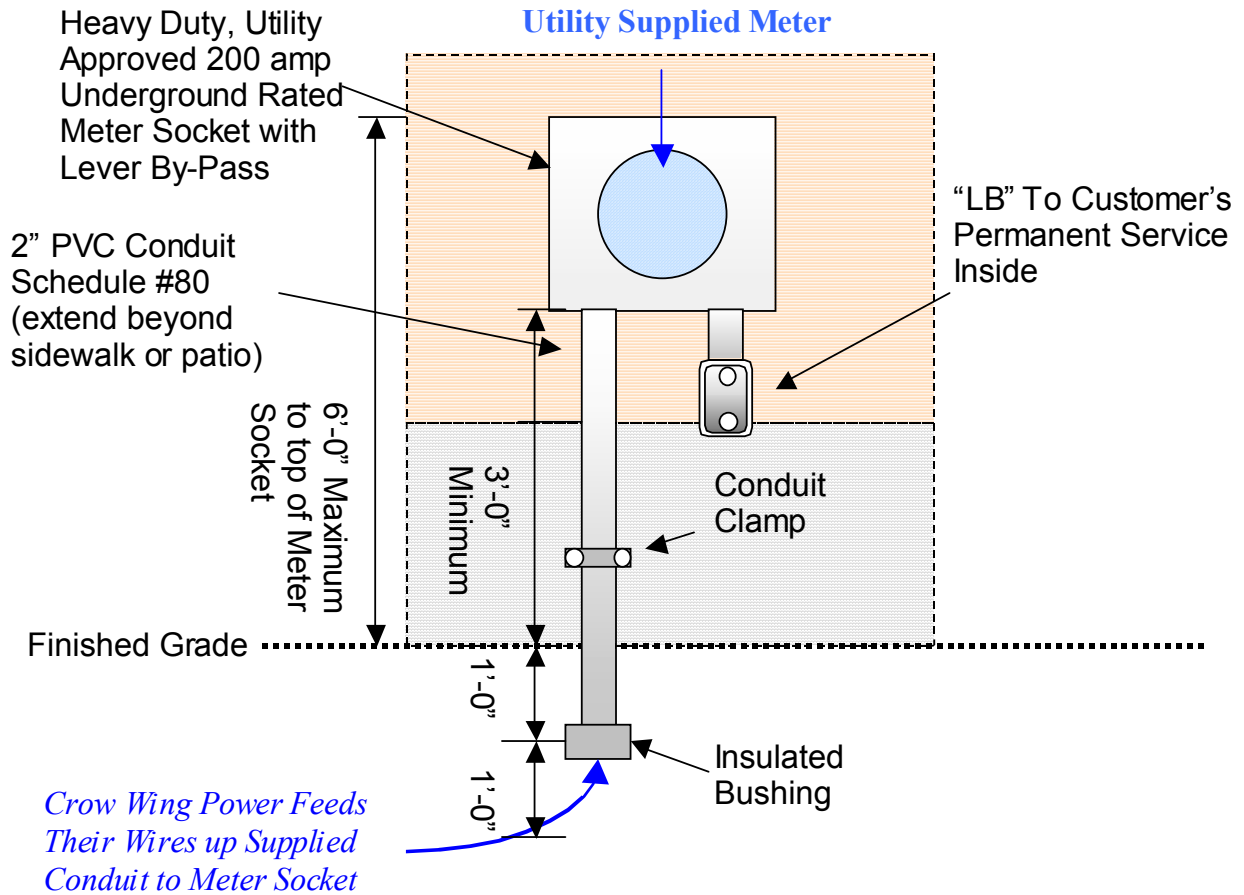 Heavy Duty, Utility
Approved 200 amp
Underground Rated
Meter Socket with
Lever By-Pass
Utility Supplied Meter
“LB” To Customer’s
Permanent Service
Inside
2” PVC Conduit
Schedule #80
(extend beyond
sidewalk or patio)
6’-0” Maximum
to top of Meter
Socket
3’-0”
Minimum
Conduit
Clamp
Finished Grade
1’-0”
1’-0”
Insulated
Bushing
Crow Wing Power Feeds
Their Wires up Supplied
Conduit to Meter Socket